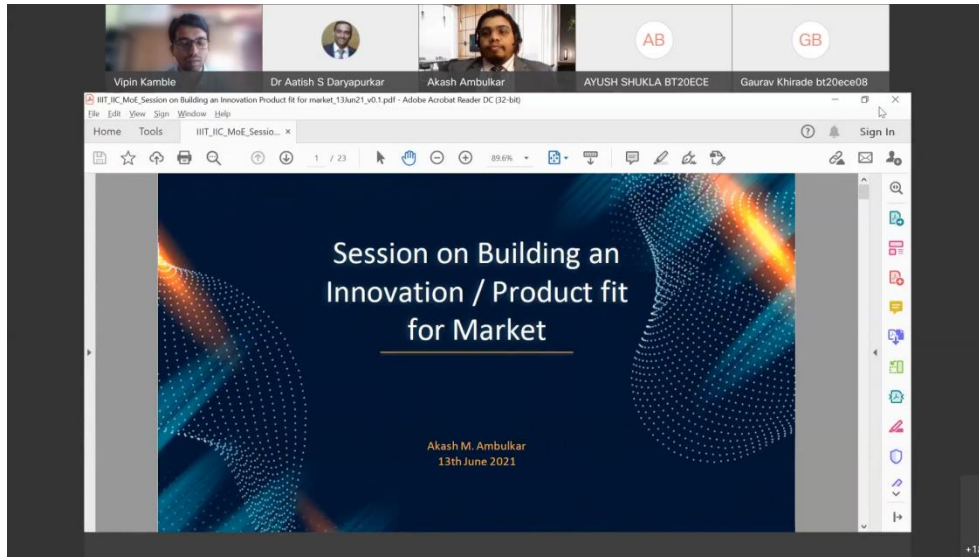 AB
GB
Vipin Kamble
Dr Aatish S Daryapurkar
Akash Ambulkar
AYUSH SHUKLA BT20ECE
Gaurav Khirade bt20ece08
IIIT_IIC_MoE_Session on Building an Innovation Product fit for market_13Jun21_v0.1.pdf - Adobe Acrobat Reader DC (32-bit)
File Edit View Sign Window Help
Home Tools IIIT_IIC_MoE_Sessio... × Sign In
1 / 23 89.6%
Session on Building an
Innovation / Product fit
for Market
Akash M. Ambulkar
13th June 2021